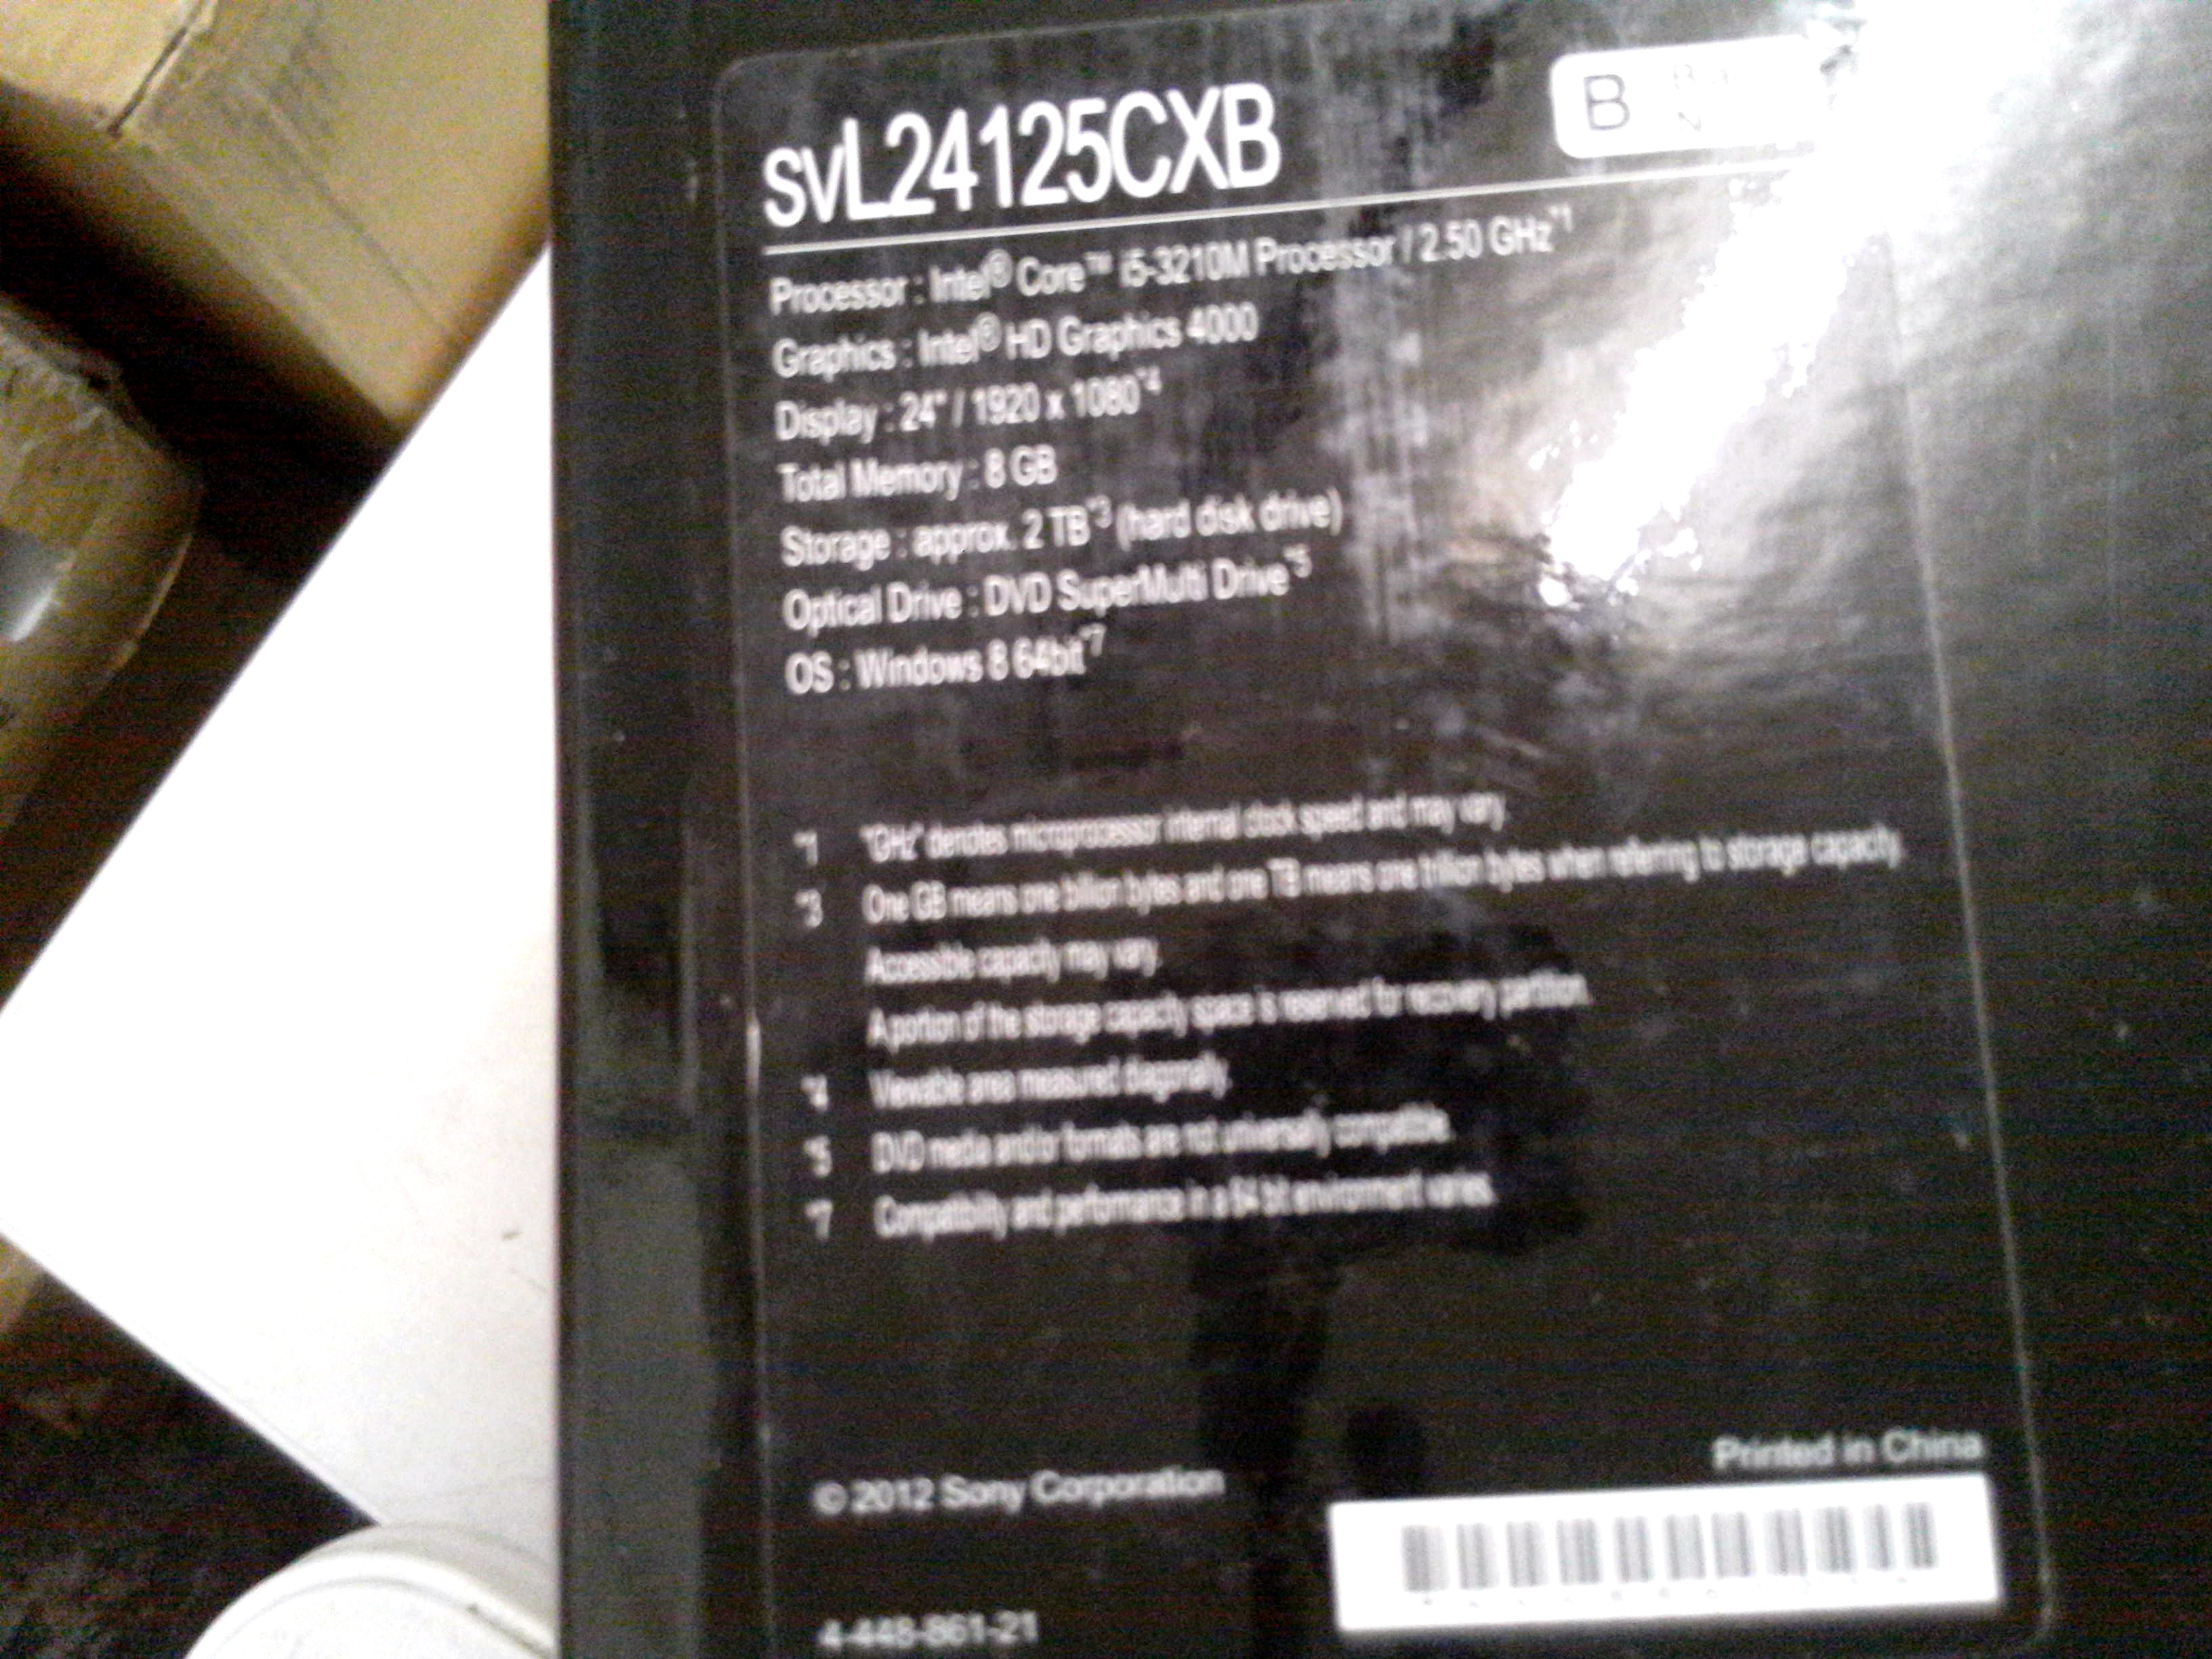 SVL24125CXB
B
Processor : Intel® Core™ i5-3210M Processor / 2.50 GHz*1
Graphics : Intel® HD Graphics 4000
Display : 24" / 1920 x 1080*4
Total Memory : 8 GB
Storage : approx. 2 TB*3 (hard disk drive)
Optical Drive : DVD SuperMulti Drive*5
OS : Windows 8 64bit*7
*1 "GHz" denotes microprocessor internal clock speed and may vary.
*3 One GB means one billion bytes and one TB means one trillion bytes when referring to storage capacity.
Accessible capacity may vary.
A portion of the storage capacity space is reserved for recovery partition.
*4 Viewable area measured diagonally.
*5 DVD media and/or formats are not universally compatible.
*7 Compatibility and performance in a 64 bit environment varies.
Printed in China
© 2012 Sony Corporation
4-448-861-21